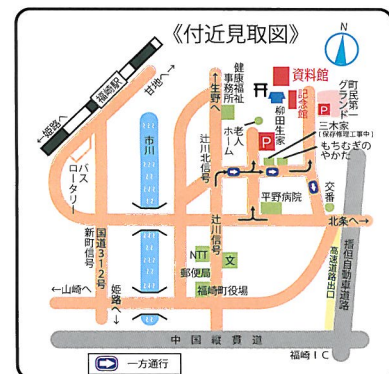 《付近見取図》
N
福崎駅
甘地へ→
←姫路へ
バス
ロータリー
市川
国道312号
新町信号
姫路へ→
←山崎へ
←生野へ
健康福祉
事務所
辻川北信号
老人
ホーム
柳田生家
資料館
記念館
P
町民第一
グランド
P
三木家
[保存修理工事中]
もちむぎの
やかた
平野病院
交番
北条へ→
辻川信号
NTT
郵便局
文
福崎町役場
高速道路出口
播但自動車道路
中国縦貫道
福崎IC
一方通行